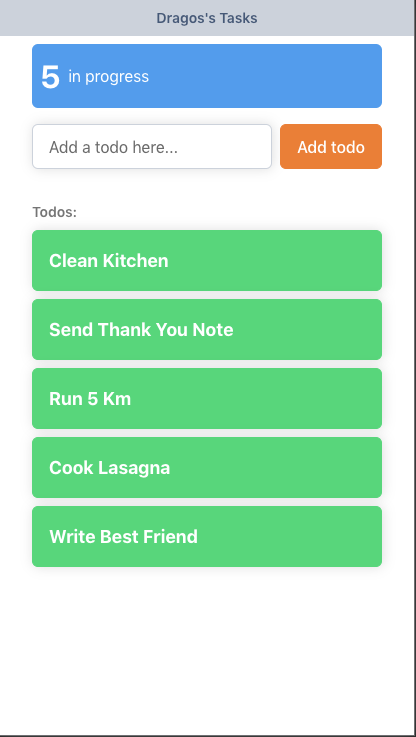 Dragos's Tasks
5 in progress
Add a todo here...
Add todo
Todos:
Clean Kitchen
Send Thank You Note
Run 5 Km
Cook Lasagna
Write Best Friend